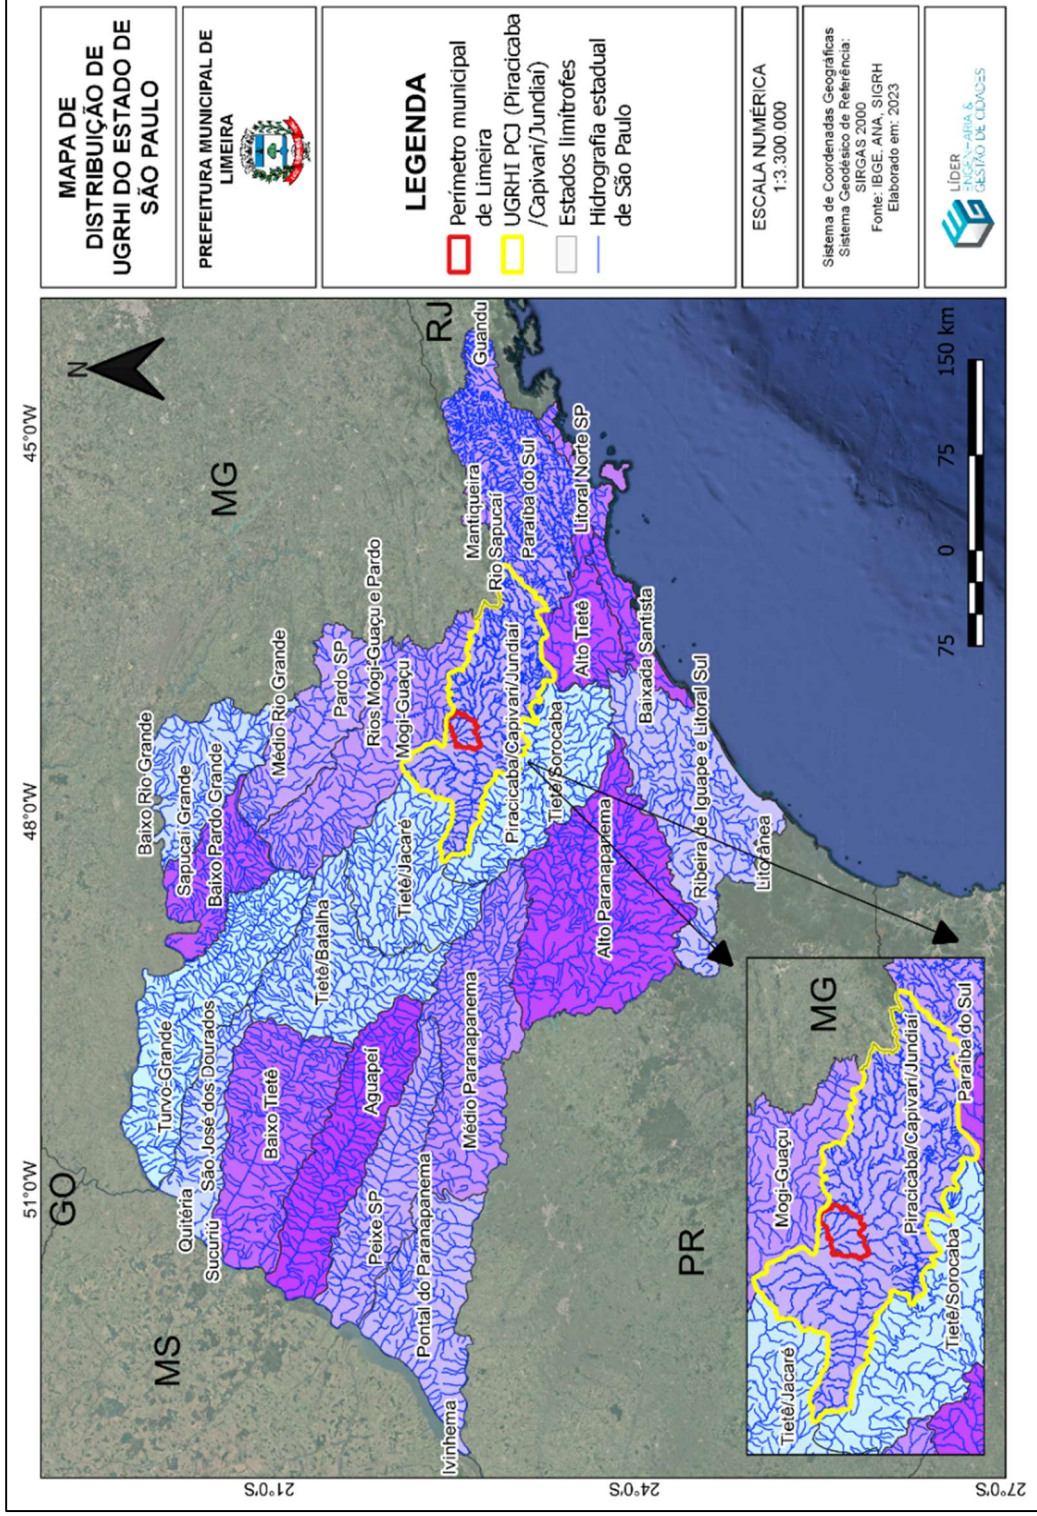 MAPA DE
DISTRIBUIÇÃO DE
UGRHI DO ESTADO DE
SÃO PAULO
PREFEITURA MUNICIPAL DE
LIMEIRA
LEGENDA
Perímetro municipal
de Limeira
UGRHI PCJ (Piracicaba
/Capivari/Jundiaí)
Estados limítrofes
Hidrografia estadual
de São Paulo
ESCALA NUMÉRICA
1:3.300.000
Sistema de Coordenadas Geográficas
Sistema Geodésico de Referência:
SIRGAS 2000
Fonte: IBGE, ANA, SIGRH
Elaborado em: 2023
LÍDER
ENGENHARIA &
GESTÃO DE CIDADES
51°0'W
48°0'W
45°0'W
21°0'S
24°0'S
27°0'S
N
GO
MS
MG
RJ
PR
Baixo Rio Grande
Sapucaí Grande
Baixo Pardo Grande
Médio Rio Grande
Pardo SP
Rios Mogi-Guaçu e Pardo
Mogi-Guaçu
Turvo-Grande
São José dos Dourados
Quitéria
Sucuriú
Baixo Tietê
Tietê/Batalha
Tietê/Jacaré
Aguapeí
Peixe SP
Pontal do Paranapanema
Médio Paranapanema
Ivinhema
Mantiqueira
Rio Sapucaí
Paraíba do Sul
Guandu
Piracicaba/Capivari/Jundiaí
Tietê/Sorocaba
Alto Tietê
Litoral Norte SP
Baixada Santista
Alto Paranapanema
Ribeira de Iguape e Litoral Sul
Litorânea
MG
Mogi-Guaçu
Tietê/Jacaré
Piracicaba/Capivari/Jundiaí
Paraíba do Sul
Tietê/Sorocaba
75
0
75
150 km